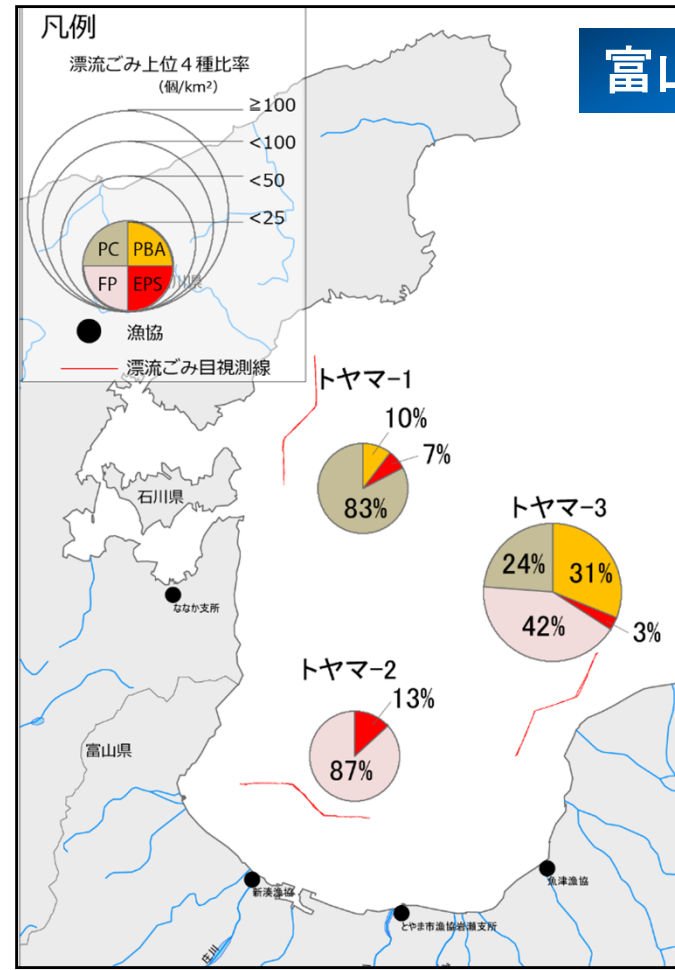 凡例
漂流ごみ上位４種比率
(個/km²)
≧100
<100
<50
<25
PC
PBA
FP
EPS
川県
漁協
漂流ごみ目視測線
富山
トヤマ-1
10%
7%
83%
石川県
トヤマ-3
24%
31%
42%
3%
ななか支所
トヤマ-2
13%
87%
富山県
新湊漁協
魚津漁協
とやま市漁協岩瀬支所
庄川